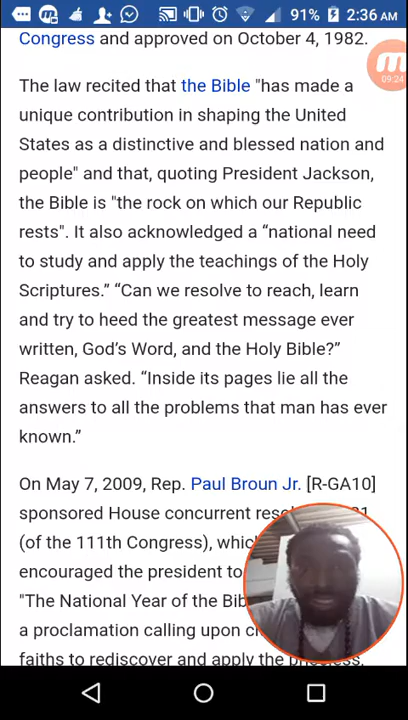 91% 2:36 AM
Congress and approved on October 4, 1982.
09:24
The law recited that the Bible "has made a
unique contribution in shaping the United
States as a distinctive and blessed nation and
people" and that, quoting President Jackson,
the Bible is "the rock on which our Republic
rests". It also acknowledged a “national need
to study and apply the teachings of the Holy
Scriptures.” “Can we resolve to reach, learn
and try to heed the greatest message ever
written, God’s Word, and the Holy Bible?”
Reagan asked. “Inside its pages lie all the
answers to all the problems that man has ever
known.”
On May 7, 2009, Rep. Paul Broun Jr. [R-GA10]
sponsored House concurrent
(of the 111th Congress),
encouraged the president to
"The National Year of the
a proclamation calling upon
faiths to rediscover and apply the